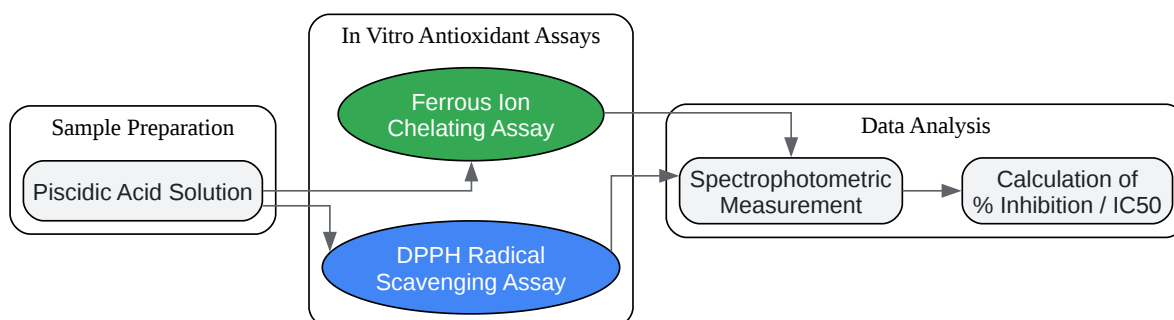 Sample Preparation
Piscidic Acid Solution
In Vitro Antioxidant Assays
Ferrous Ion
Chelating Assay
DPPH Radical
Scavenging Assay
Data Analysis
Spectrophotometric
Measurement
Calculation of
% Inhibition / IC50